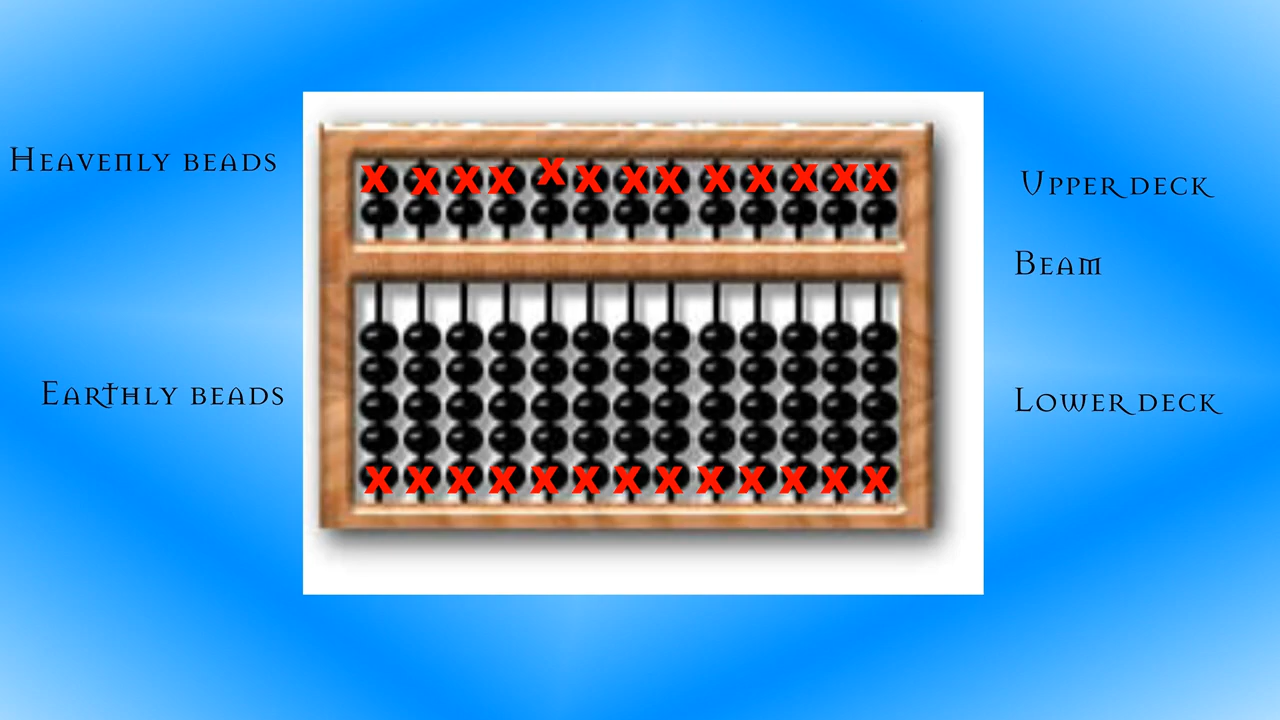 Heavenly beads
Upper deck
X X X X X X X X X X X X X
Beam
Earthly beads
Lower deck
X X X X X X X X X X X X X